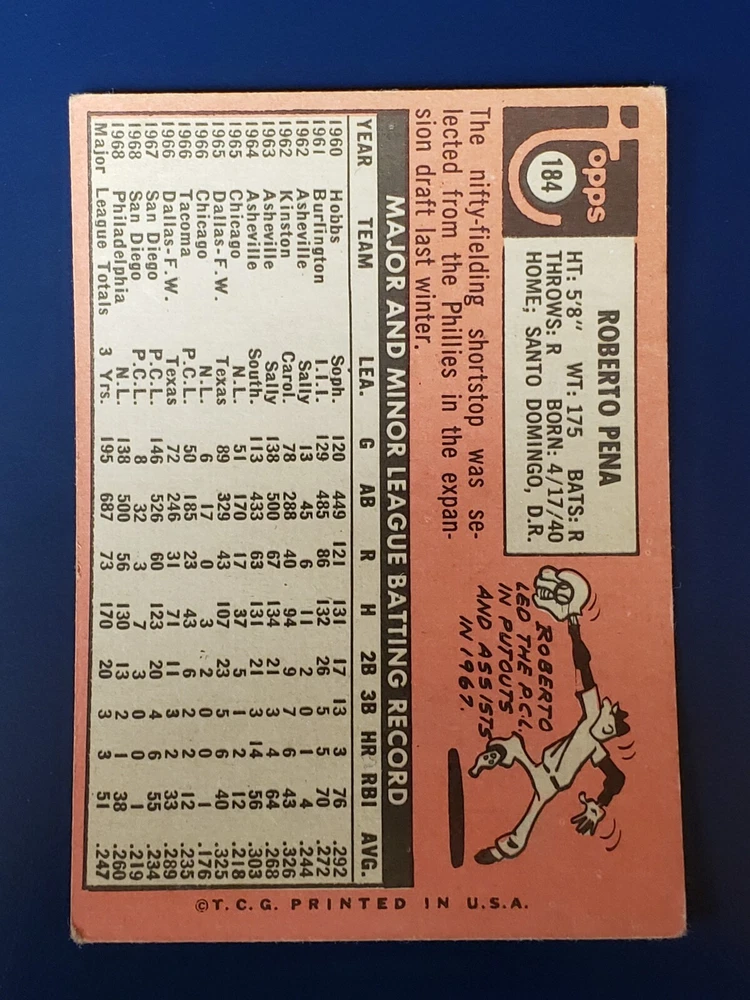 Topps
184
ROBERTO PENA
HT: 5'8" WT: 175 BATS: R
THROWS: R BORN: 4/17/40
HOME; SANTO DOMINGO, D.R.
The nifty-fielding shortstop was se-
lected from the Phillies in the expan-
sion draft last winter.
ROBERTO
LED THE P.C.L.
IN PUTOUTS
AND ASSISTS
IN 1967.
MAJOR AND MINOR LEAGUE BATTING RECORD
YEAR TEAM LEA. G AB R H 2B 3B HR RBI AVG.
1960 Hobbs Soph. 120 449 121 131 17 13 3 76 .292
1961 Burlington I.I.I. 129 485 86 132 26 5 5 70 .272
1962 Asheville Sally 13 45 6 11 2 0 1 4 .244
1962 Kinston Carol. 78 288 40 94 9 7 6 43 .326
1963 Asheville Sally 138 500 67 134 21 3 4 64 .268
1964 Asheville South. 113 433 63 131 21 3 14 56 .303
1965 Chicago N.L. 51 170 17 37 5 1 2 12 .218
1965 Dallas-F.W. Texas 89 329 43 107 23 5 6 40 .325
1966 Chicago N.L. 6 17 0 3 2 0 0 1 .176
1966 Tacoma P.C.L. 50 185 23 43 6 2 2 12 .235
1966 Dallas-F.W. Texas 72 246 31 71 11 3 2 33 .289
1967 San Diego P.C.L. 146 526 60 123 20 4 6 55 .234
1968 San Diego P.C.L. 8 32 3 7 3 0 0 1 .219
1968 Philadelphia N.L. 138 500 56 130 13 2 1 38 .260
Major League Totals 3 Yrs. 195 687 73 170 20 3 3 51 .247
©T.C.G. PRINTED IN U.S.A.